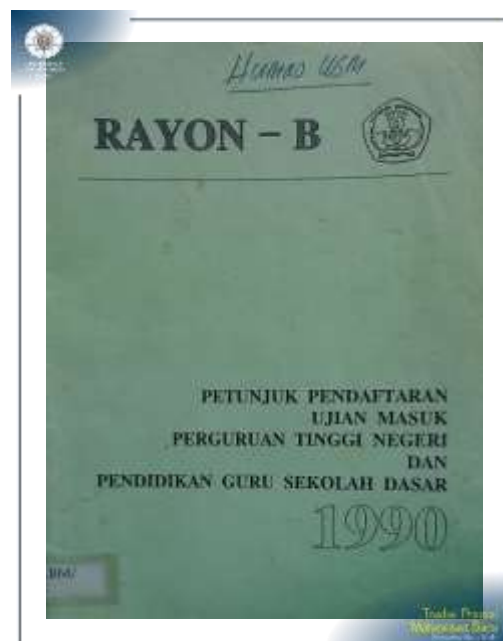 RAYON - B
PETUNJUK PENDAFTARAN
UJIAN MASUK
PERGURUAN TINGGI NEGERI
DAN
PENDIDIKAN GURU SEKOLAH DASAR
1990